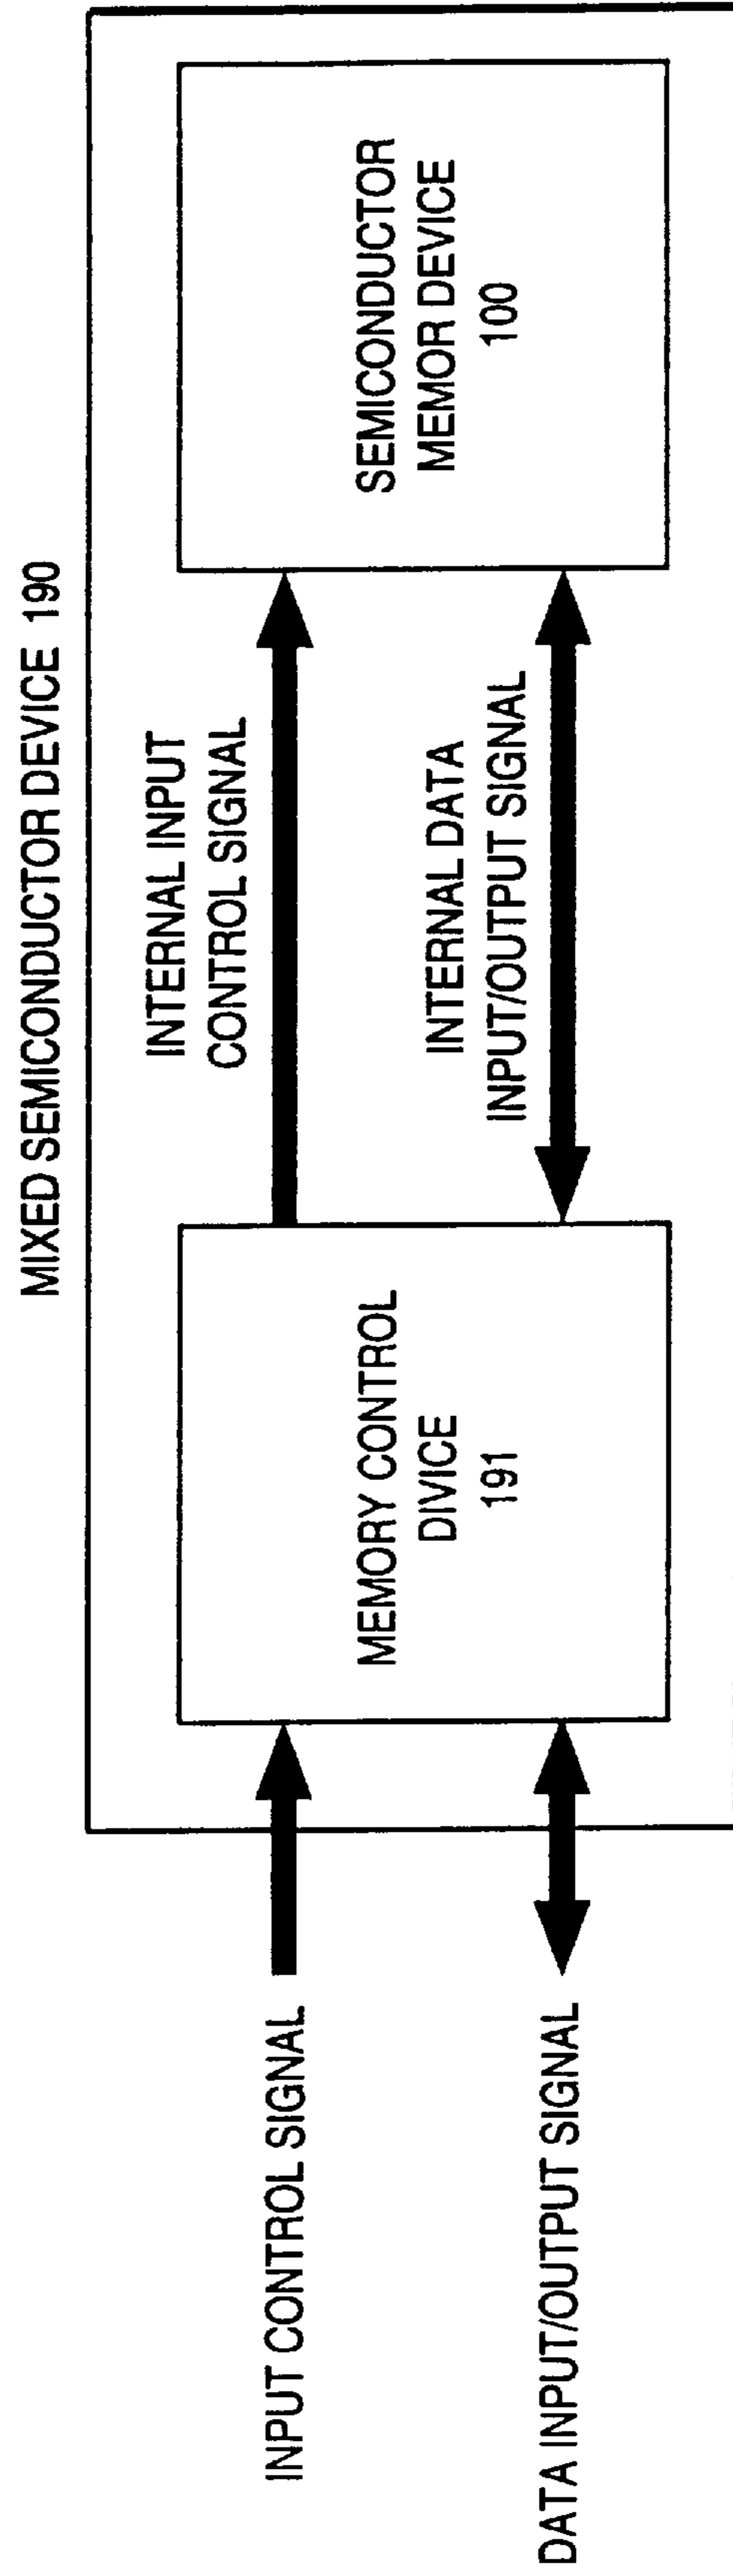 MIXED SEMICONDUCTOR DEVICE 190
INPUT CONTROL SIGNAL
DATA INPUT/OUTPUT SIGNAL
MEMORY CONTROL
DIVICE
191
INTERNAL INPUT
CONTROL SIGNAL
INTERNAL DATA
INPUT/OUTPUT SIGNAL
SEMICONDUCTOR
MEMOR DEVICE
100